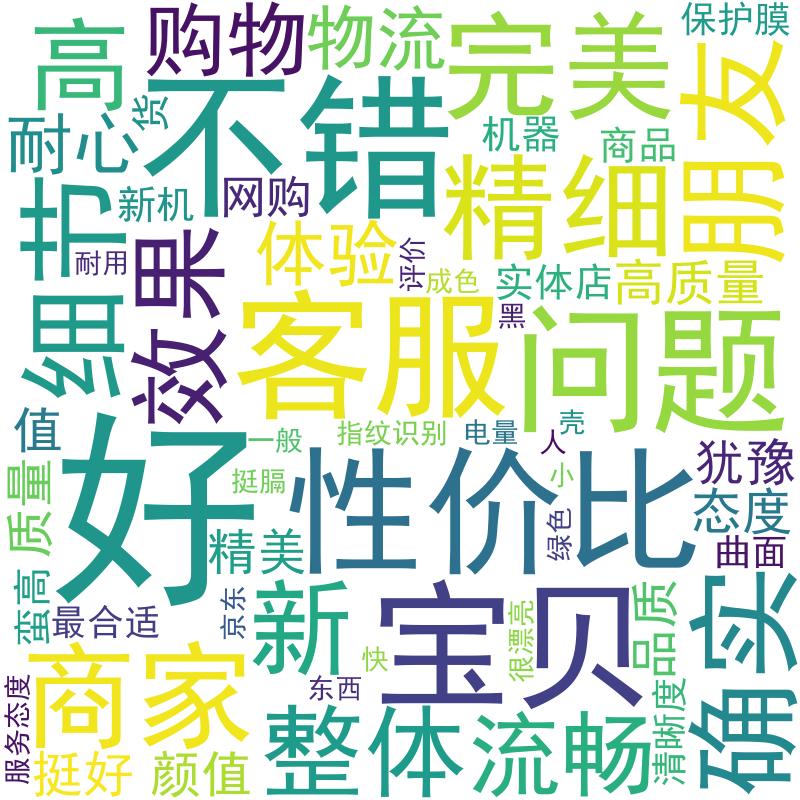 高
购物
物流
完美
保护膜
朋友
货
不错
耐心
机器
商品
细节
新机
网购
精细
效果
体验
评价
耐用
成色
实体店
高质量
客服
黑
问题
值
好
一般
指纹识别
电量
壳
人
挺膈
小
性价比
犹豫
态度
质量
精美
绿色
曲面
蛮高
最合适
京东
新
宝贝
很漂亮
品质
确实
商家
快
东西
清晰度
服务态度
挺好
颜值
整体
流畅